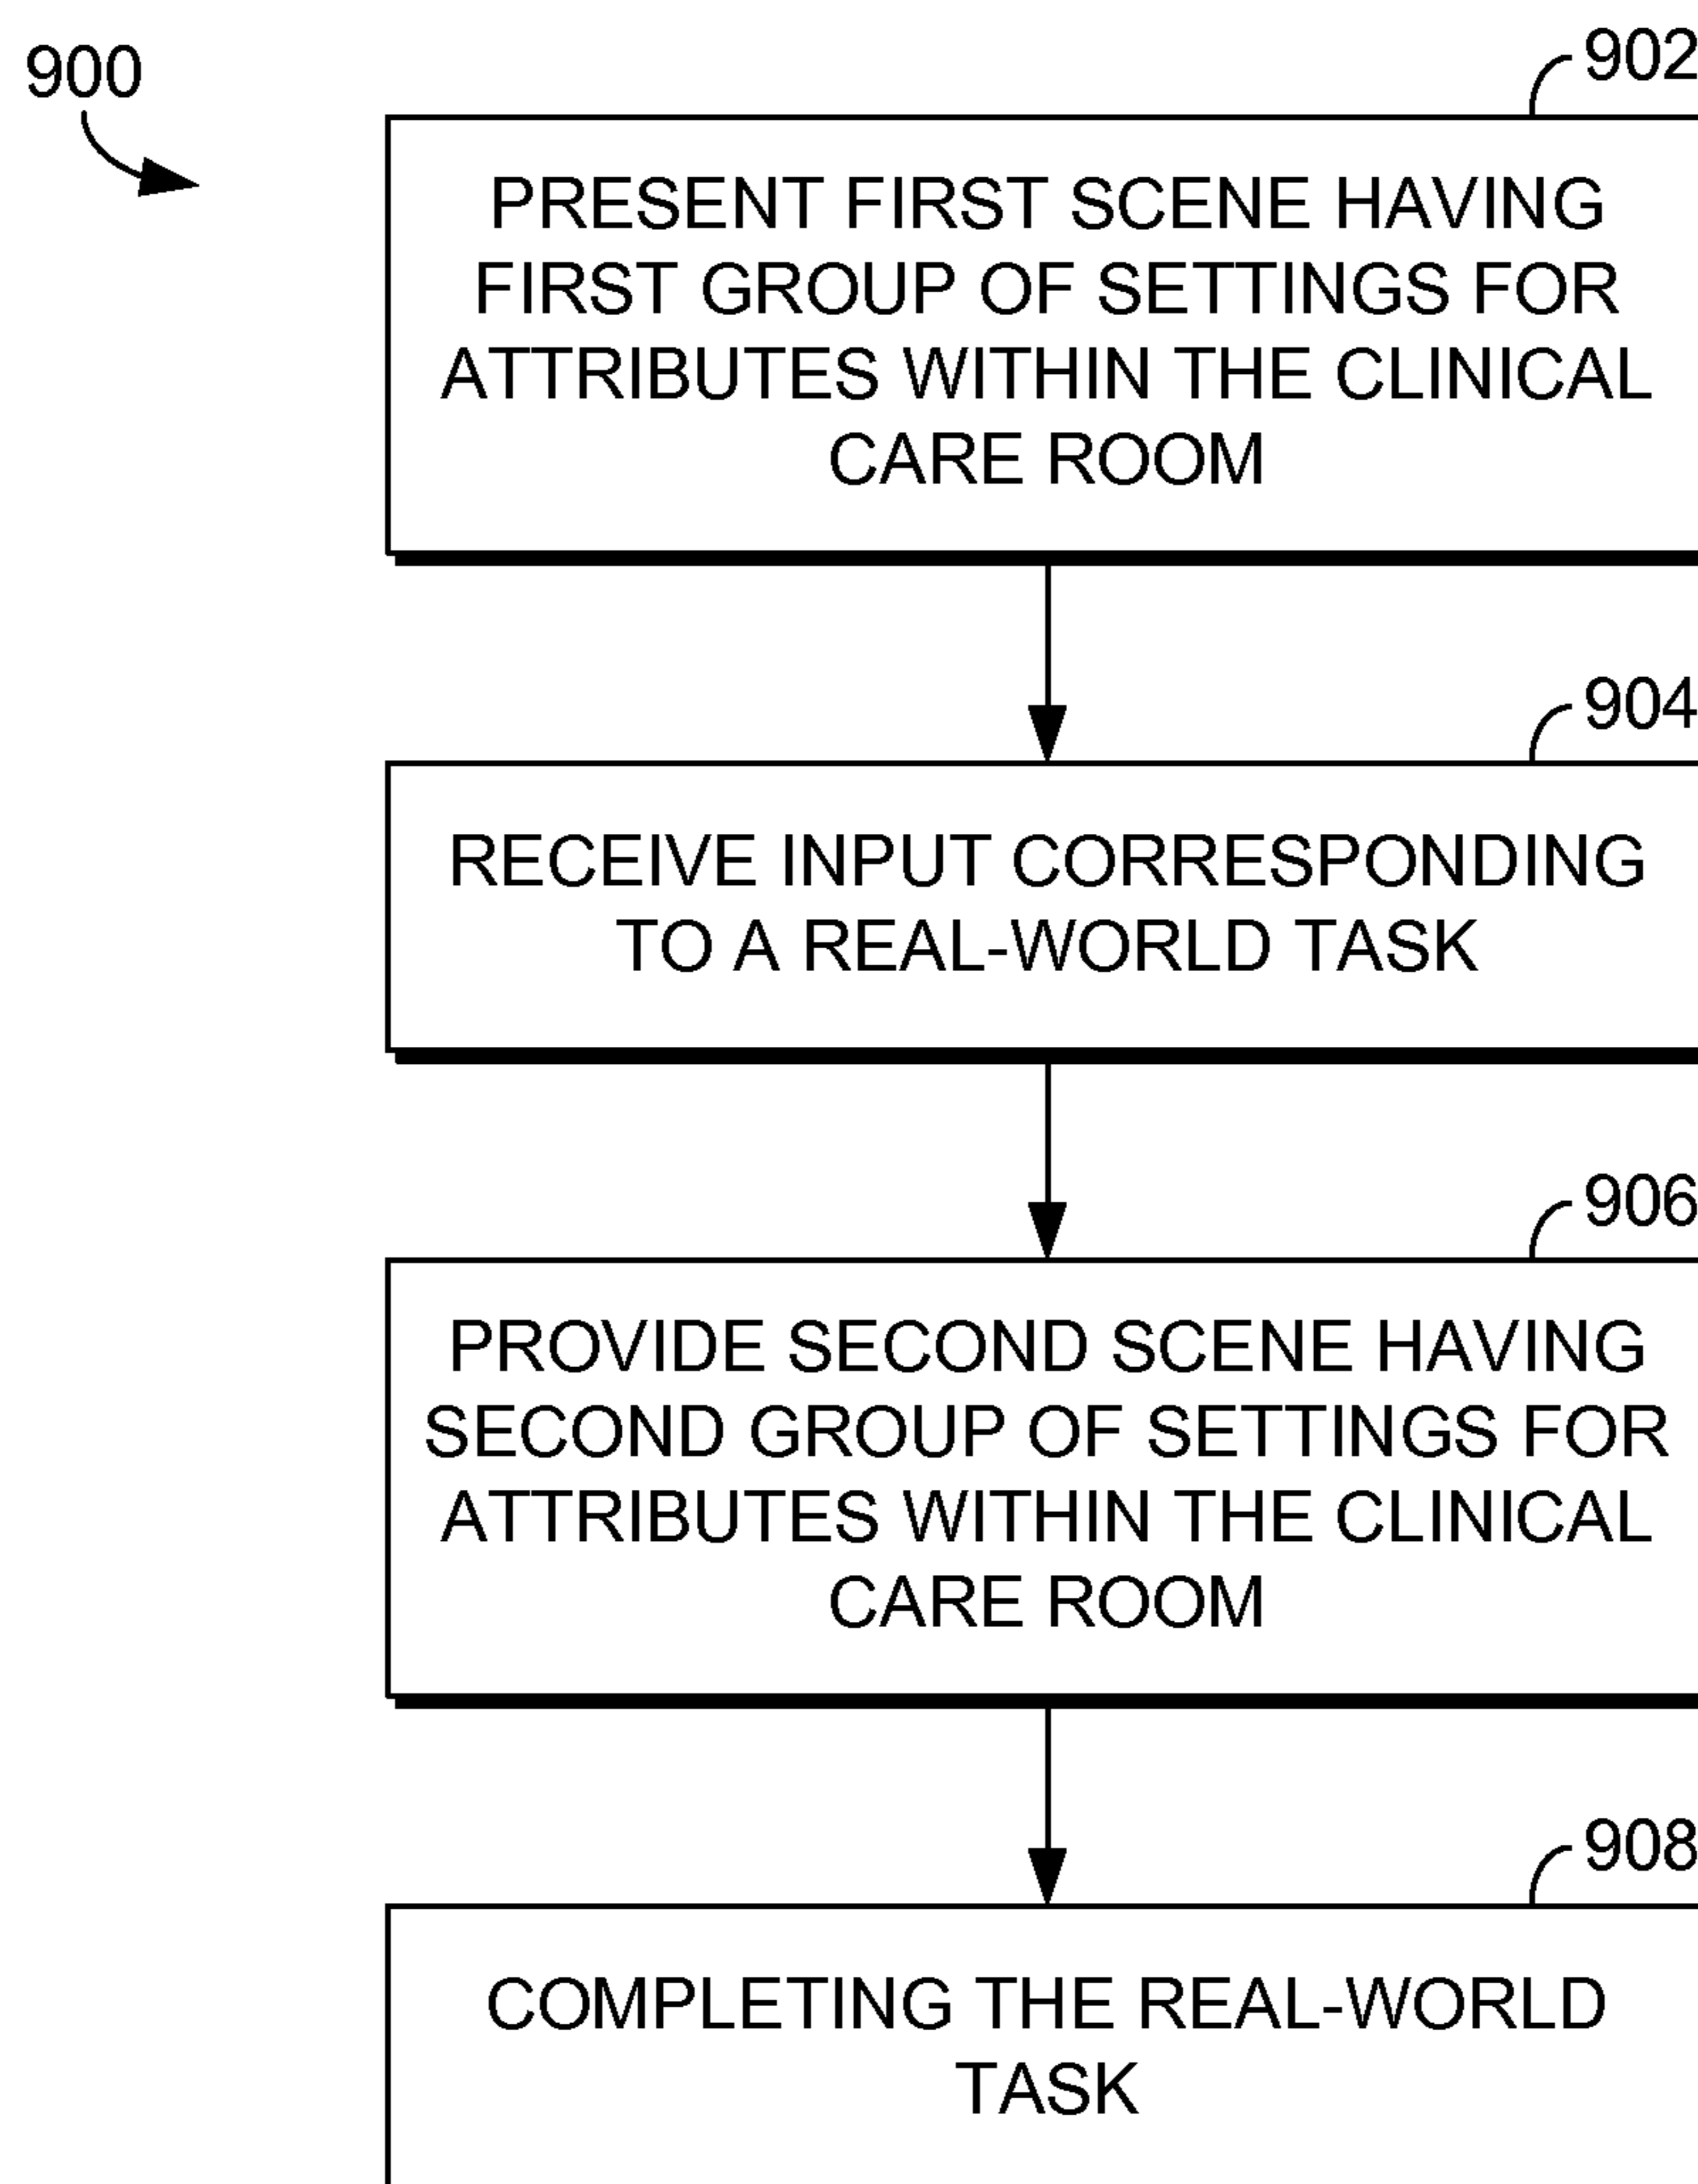 900
902
PRESENT FIRST SCENE HAVING
FIRST GROUP OF SETTINGS FOR
ATTRIBUTES WITHIN THE CLINICAL
CARE ROOM
904
RECEIVE INPUT CORRESPONDING
TO A REAL-WORLD TASK
906
PROVIDE SECOND SCENE HAVING
SECOND GROUP OF SETTINGS FOR
ATTRIBUTES WITHIN THE CLINICAL
CARE ROOM
908
COMPLETING THE REAL-WORLD
TASK